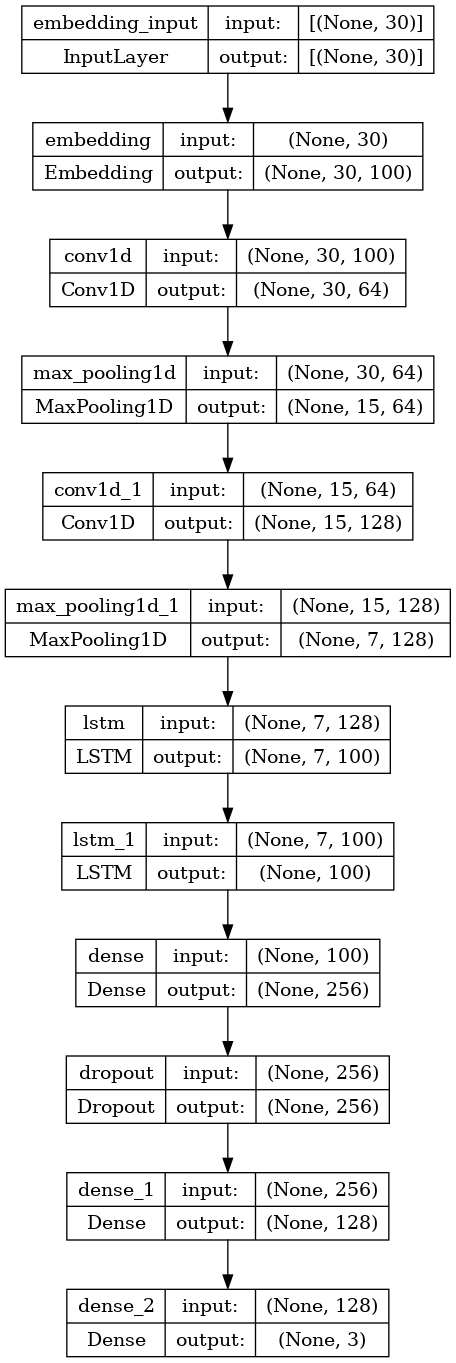 embedding_input input: [(None, 30)]
InputLayer output: [(None, 30)]
embedding input: (None, 30)
Embedding output: (None, 30, 100)
conv1d input: (None, 30, 100)
Conv1D output: (None, 30, 64)
max_pooling1d input: (None, 30, 64)
MaxPooling1D output: (None, 15, 64)
conv1d_1 input: (None, 15, 64)
Conv1D output: (None, 15, 128)
max_pooling1d_1 input: (None, 15, 128)
MaxPooling1D output: (None, 7, 128)
lstm input: (None, 7, 128)
LSTM output: (None, 7, 100)
lstm_1 input: (None, 7, 100)
LSTM output: (None, 100)
dense input: (None, 100)
Dense output: (None, 256)
dropout input: (None, 256)
Dropout output: (None, 256)
dense_1 input: (None, 256)
Dense output: (None, 128)
dense_2 input: (None, 128)
Dense output: (None, 3)